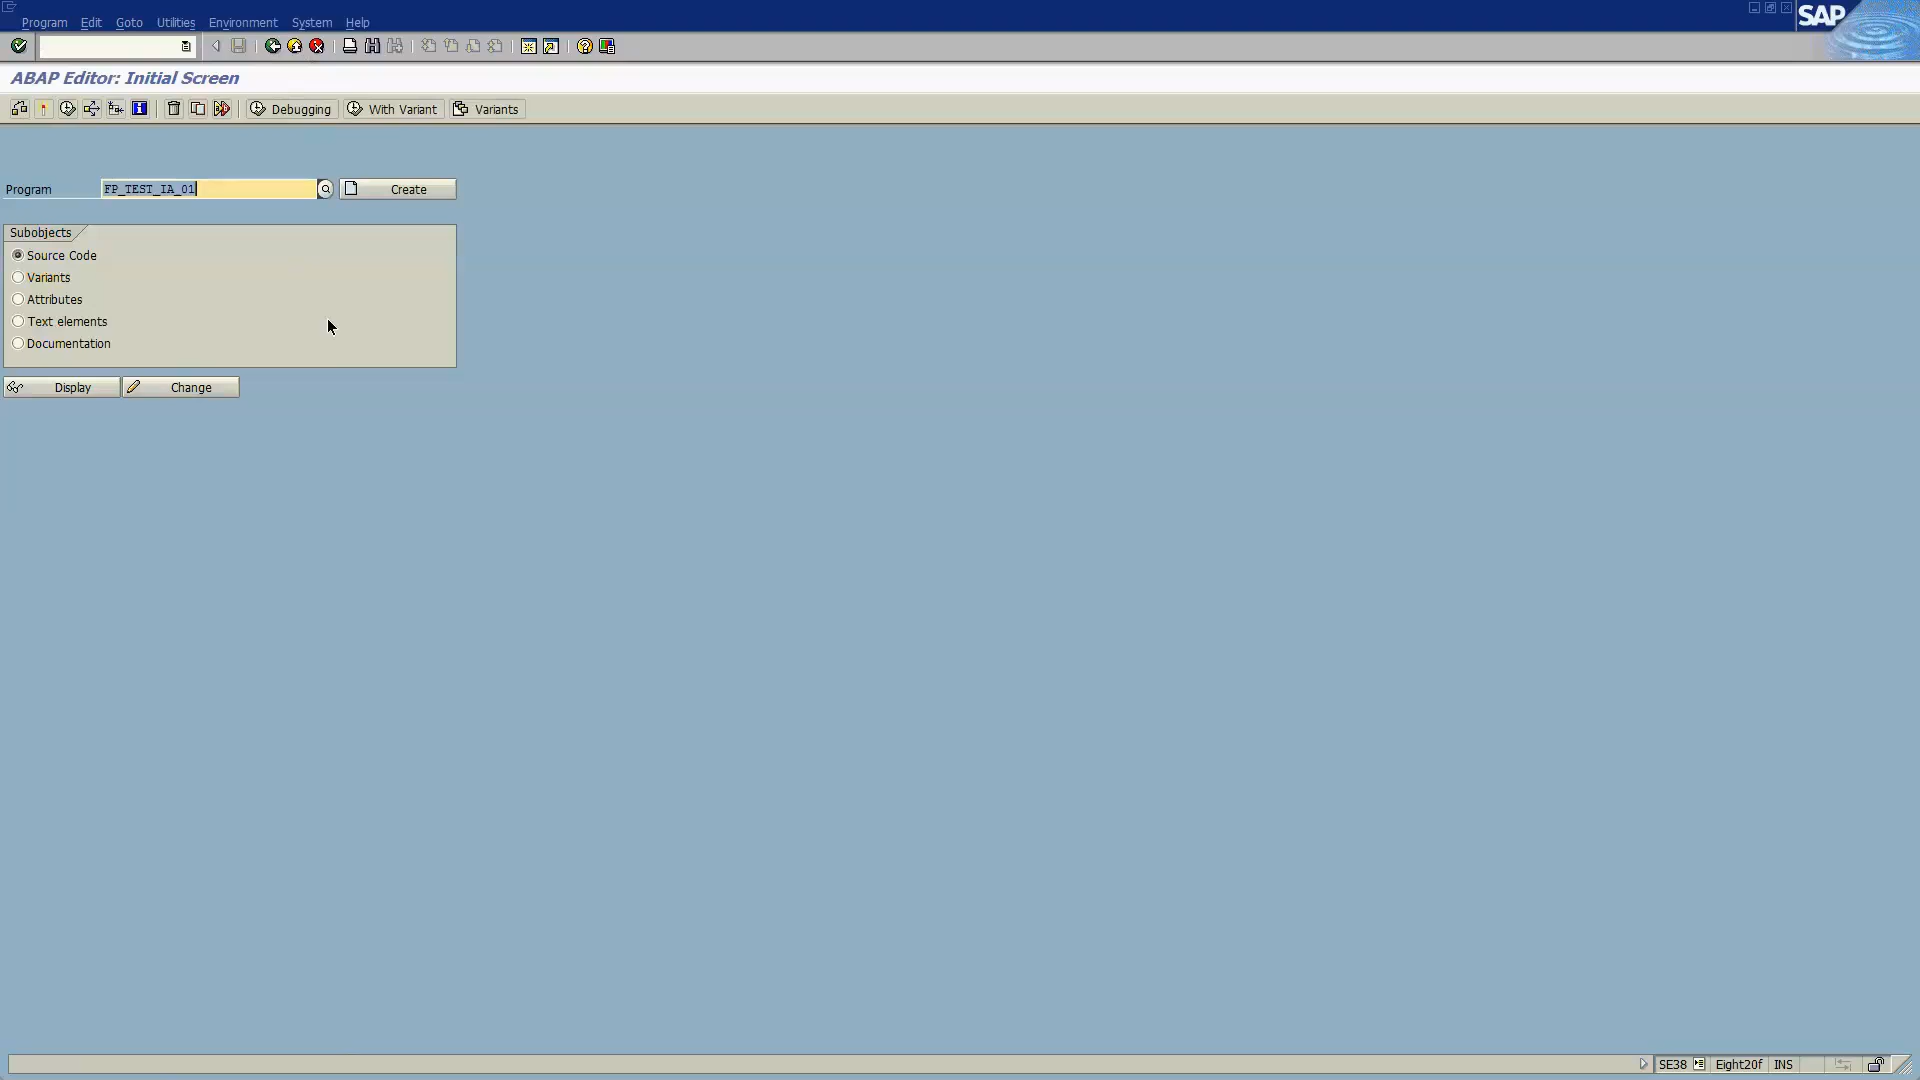 Program Edit Goto Utilities Environment System Help
SAP
ABAP Editor: Initial Screen
Debugging With Variant Variants
Program FP_TEST_IA_01 Create
Subobjects
Source Code
Variants
Attributes
Text elements
Documentation
Display Change
SE38 Eight20f INS